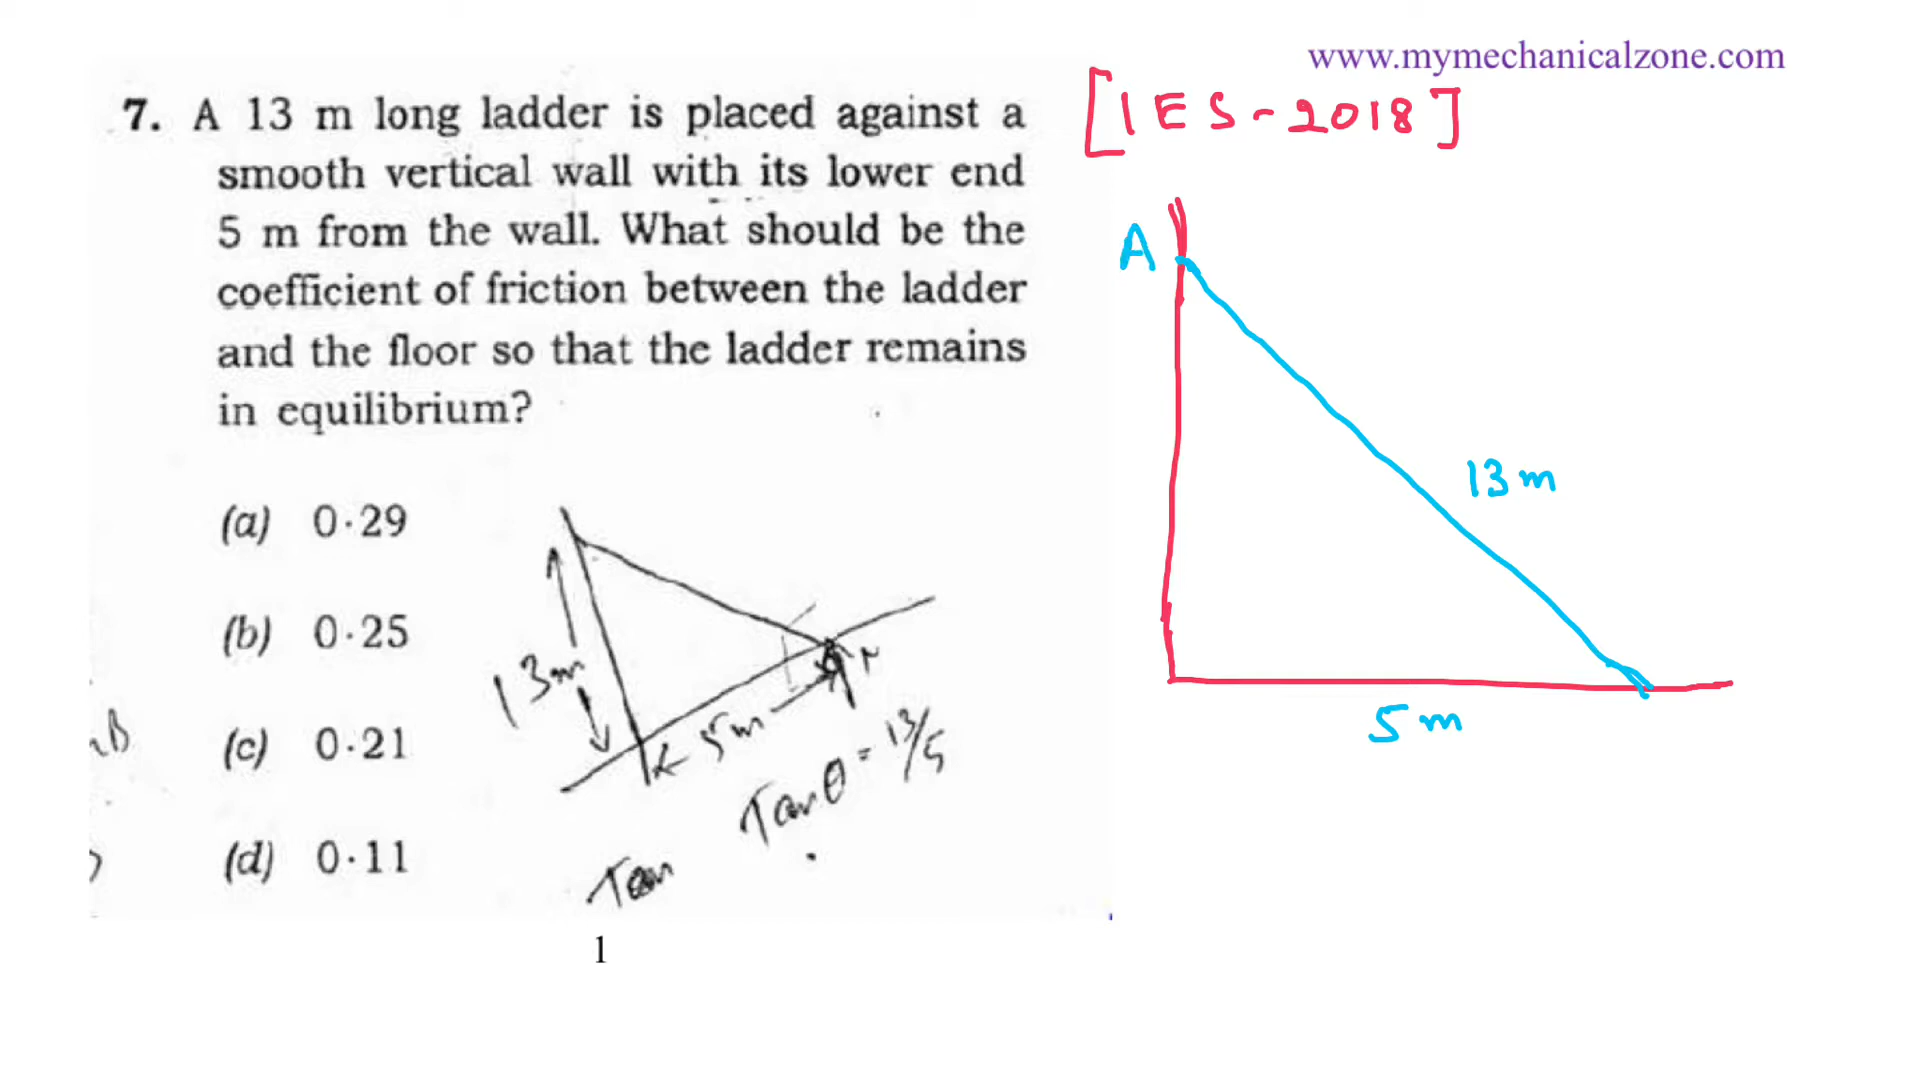 www.mymechanicalzone.com
[IES-2018]
7. A 13 m long ladder is placed against a
smooth vertical wall with its lower end
5 m from the wall. What should be the
coefficient of friction between the ladder
and the floor so that the ladder remains
in equilibrium?
(a) 0·29
(b) 0·25
(c) 0·21
(d) 0·11
13m
5m
Tanθ = 13/5
Tan
A
13m
5m
1